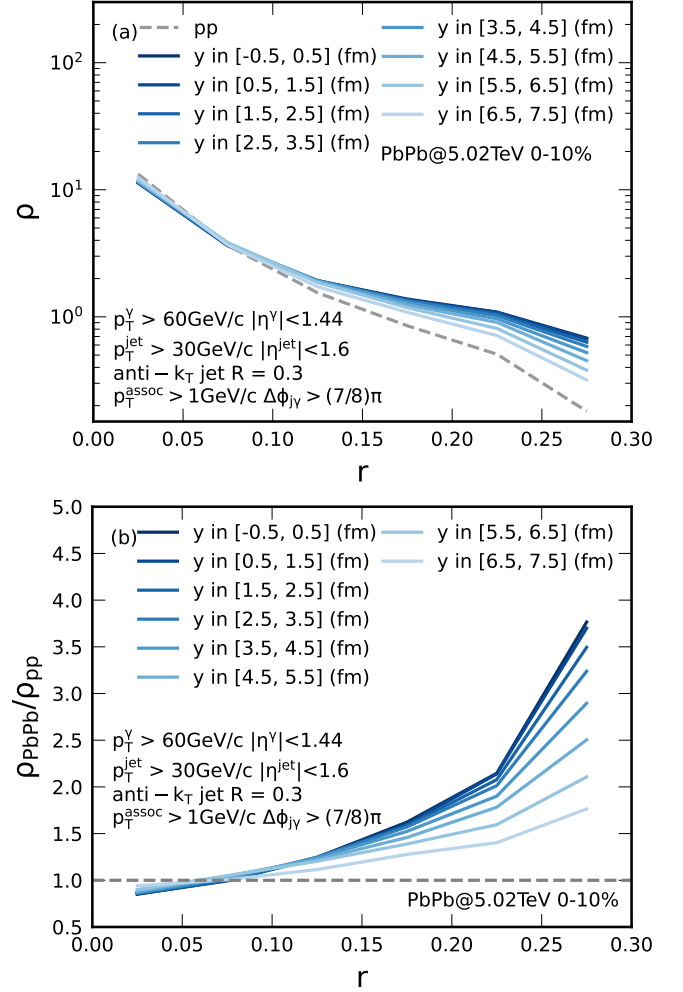 (a)
pp
y in [-0.5, 0.5] (fm)
y in [0.5, 1.5] (fm)
y in [1.5, 2.5] (fm)
y in [2.5, 3.5] (fm)
y in [3.5, 4.5] (fm)
y in [4.5, 5.5] (fm)
y in [5.5, 6.5] (fm)
y in [6.5, 7.5] (fm)
PbPb@5.02TeV 0-10%
10²
10¹
10⁰
ρ
p_T^γ > 60GeV/c |η^γ|<1.44
p_T^jet > 30GeV/c |η^jet|<1.6
anti−k_T jet R = 0.3
p_T^assoc > 1GeV/c Δϕ_jγ > (7/8)π
0.00 0.05 0.10 0.15 0.20 0.25 0.30
r
(b)
y in [-0.5, 0.5] (fm)
y in [0.5, 1.5] (fm)
y in [1.5, 2.5] (fm)
y in [2.5, 3.5] (fm)
y in [3.5, 4.5] (fm)
y in [4.5, 5.5] (fm)
y in [5.5, 6.5] (fm)
y in [6.5, 7.5] (fm)
5.0
4.5
4.0
3.5
3.0
2.5
2.0
1.5
1.0
0.5
ρ_PbPb/ρ_pp
p_T^γ > 60GeV/c |η^γ|<1.44
p_T^jet > 30GeV/c |η^jet|<1.6
anti−k_T jet R = 0.3
p_T^assoc > 1GeV/c Δϕ_jγ > (7/8)π
PbPb@5.02TeV 0-10%
0.00 0.05 0.10 0.15 0.20 0.25 0.30
r